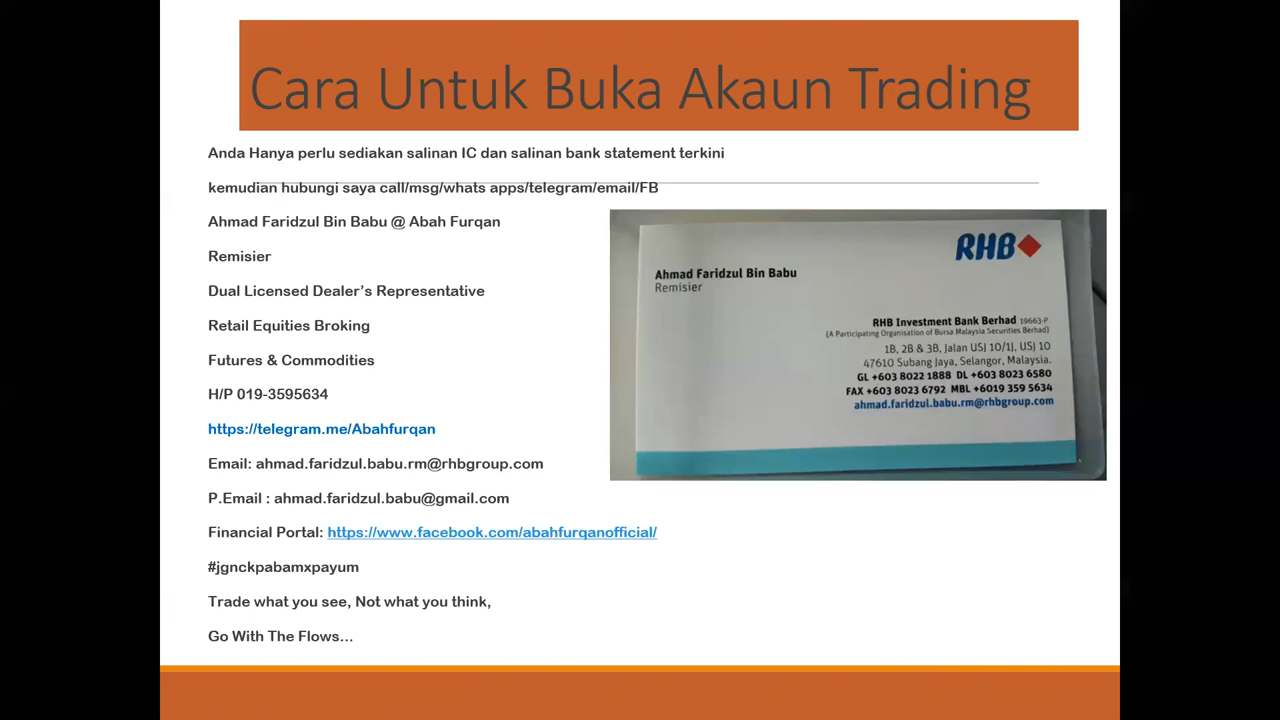 Cara Untuk Buka Akaun Trading
Anda Hanya perlu sediakan salinan IC dan salinan bank statement terkini
kemudian hubungi saya call/msg/whats apps/telegram/email/FB
Ahmad Faridzul Bin Babu @ Abah Furqan
Remisier
Dual Licensed Dealer’s Representative
Retail Equities Broking
Futures & Commodities
H/P 019-3595634
https://telegram.me/Abahfurqan
Email: ahmad.faridzul.babu.rm@rhbgroup.com
P.Email : ahmad.faridzul.babu@gmail.com
Financial Portal: https://www.facebook.com/abahfurqanofficial/
#jgnckpabamxpayum
Trade what you see, Not what you think,
Go With The Flows...
RHB
Ahmad Faridzul Bin Babu
Remisier
RHB Investment Bank Berhad 19663-P
(A Participating Organisation of Bursa Malaysia Securities Berhad)
1B, 2B & 3B, Jalan USJ 10/1J, USJ 10
47610 Subang Jaya, Selangor, Malaysia.
GL +603 8022 1888 DL +603 8023 6580
FAX +603 8023 6792 MBL +6019 359 5634
ahmad.faridzul.babu.rm@rhbgroup.com